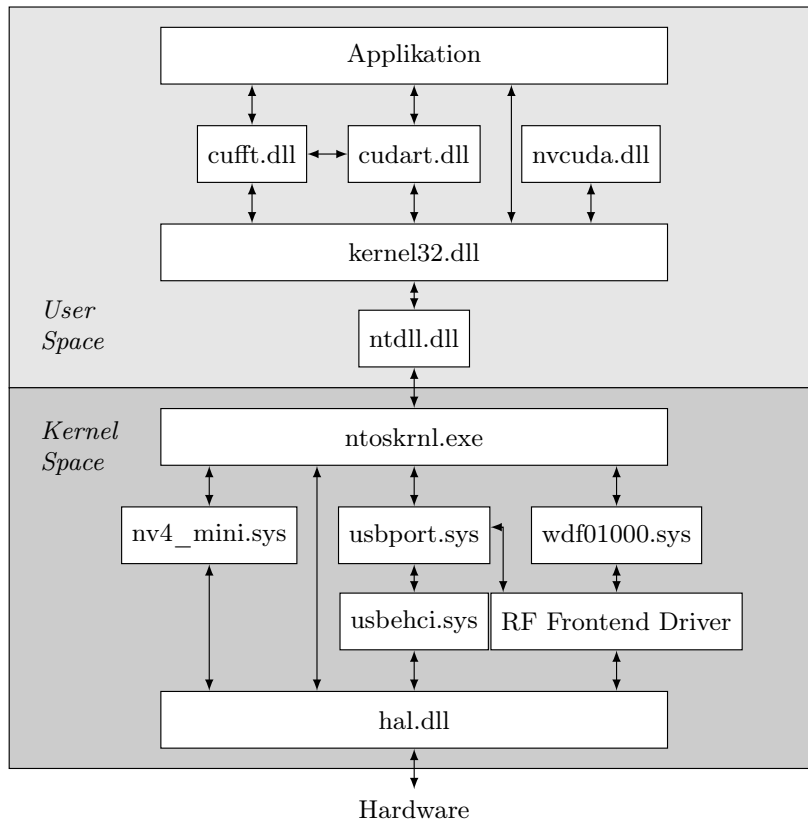 Applikation
cufft.dll
cudart.dll
nvcuda.dll
kernel32.dll
User
Space
ntdll.dll
Kernel
Space
ntoskrnl.exe
nv4_mini.sys
usbport.sys
wdf01000.sys
usbehci.sys
RF Frontend Driver
hal.dll
Hardware